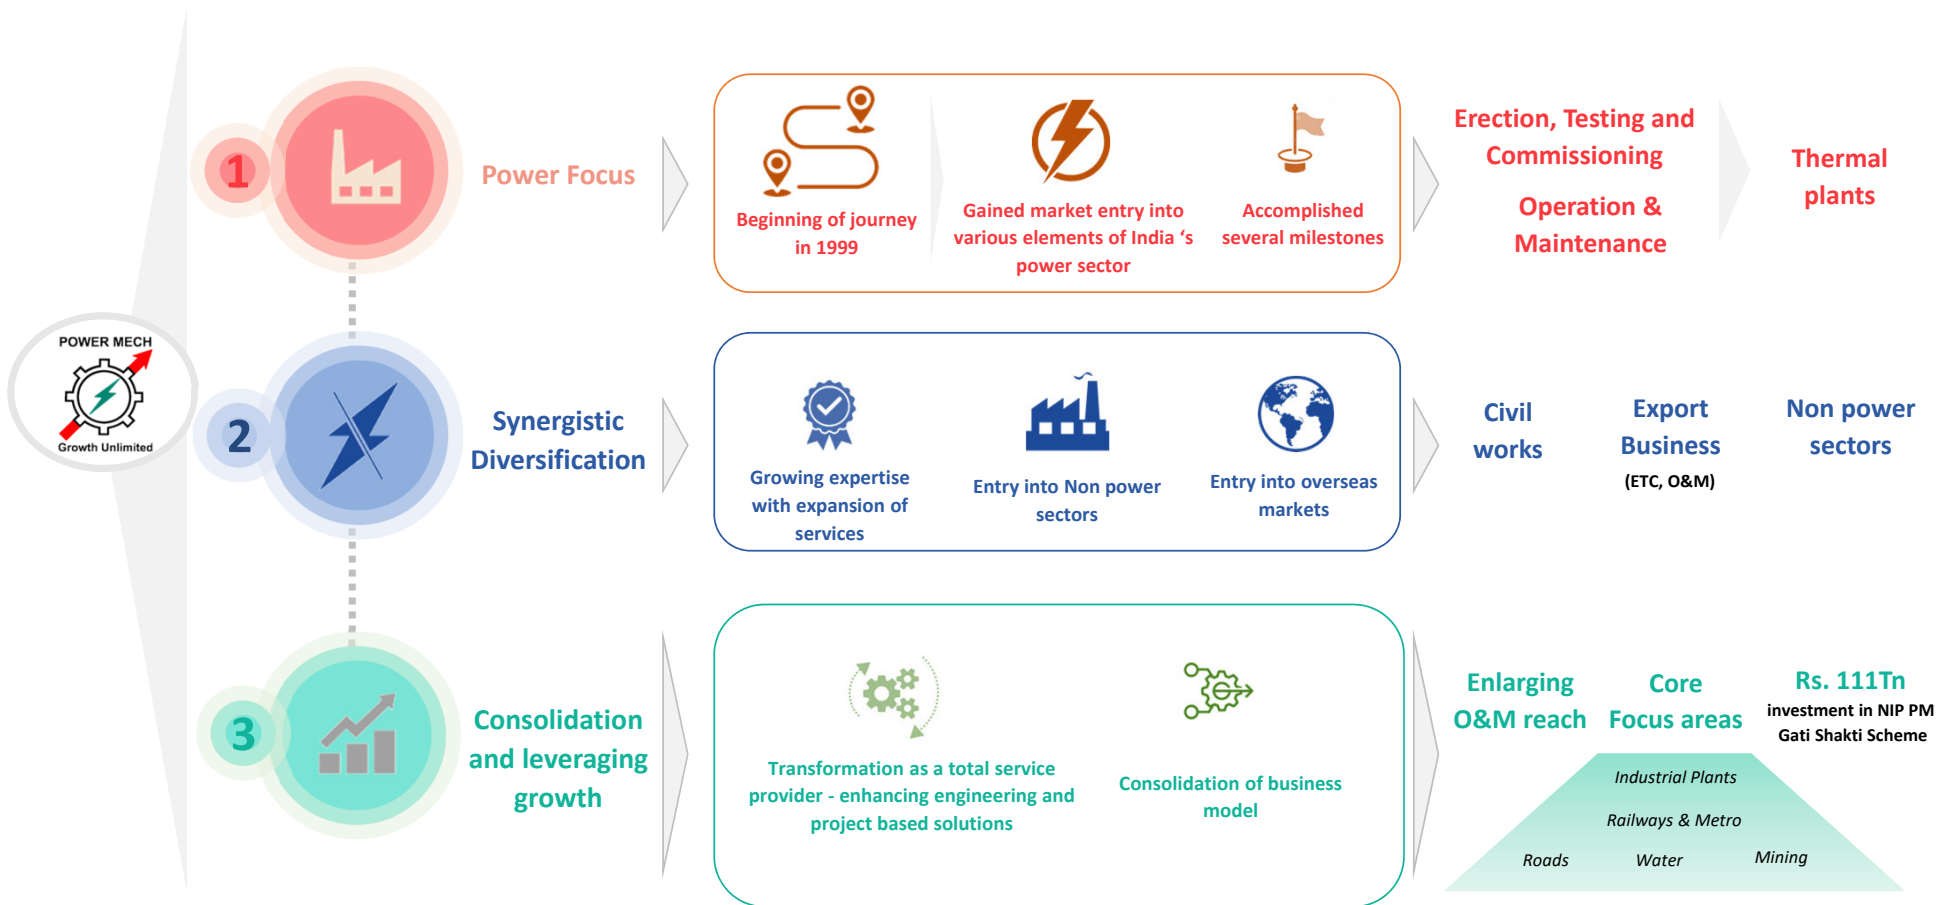 POWER MECH
Growth Unlimited
1
Power Focus
Beginning of journey
in 1999
Gained market entry into
various elements of India ‘s
power sector
Accomplished
several milestones
Erection, Testing and
Commissioning
Operation &
Maintenance
Thermal
plants
2
Synergistic
Diversification
Growing expertise
with expansion of
services
Entry into Non power
sectors
Entry into overseas
markets
Civil
works
Export
Business
(ETC, O&M)
Non power
sectors
3
Consolidation
and leveraging
growth
Transformation as a total service
provider - enhancing engineering and
project based solutions
Consolidation of business
model
Enlarging
O&M reach
Core
Focus areas
Rs. 111Tn
investment in NIP PM
Gati Shakti Scheme
Industrial Plants
Railways & Metro
Roads
Water
Mining